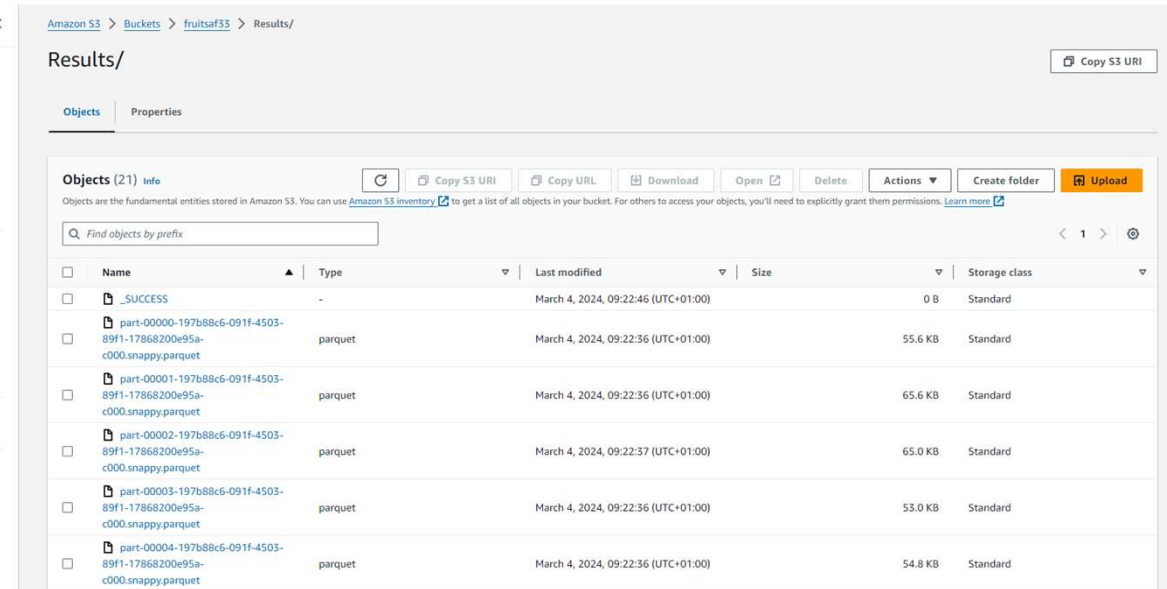 Amazon S3 > Buckets > fruitsaf33 > Results/
Results/
Copy S3 URI
Objects Properties
Objects (21) Info
Copy S3 URI Copy URL Download Open Delete Actions Create folder Upload
Objects are the fundamental entities stored in Amazon S3. You can use Amazon S3 inventory to get a list of all objects in your bucket. For others to access your objects, you'll need to explicitly grant them permissions. Learn more
Find objects by prefix
< 1 >
Name Type Last modified Size Storage class
_SUCCESS - March 4, 2024, 09:22:46 (UTC+01:00) 0 B Standard
part-00000-197b88c6-091f-4503-
89f1-17868200e95a- parquet March 4, 2024, 09:22:36 (UTC+01:00) 55.6 KB Standard
c000.snappy.parquet
part-00001-197b88c6-091f-4503-
89f1-17868200e95a- parquet March 4, 2024, 09:22:36 (UTC+01:00) 65.6 KB Standard
c000.snappy.parquet
part-00002-197b88c6-091f-4503-
89f1-17868200e95a- parquet March 4, 2024, 09:22:37 (UTC+01:00) 65.0 KB Standard
c000.snappy.parquet
part-00003-197b88c6-091f-4503-
89f1-17868200e95a- parquet March 4, 2024, 09:22:36 (UTC+01:00) 53.0 KB Standard
c000.snappy.parquet
part-00004-197b88c6-091f-4503-
89f1-17868200e95a- parquet March 4, 2024, 09:22:36 (UTC+01:00) 54.8 KB Standard
c000.snappy.parquet